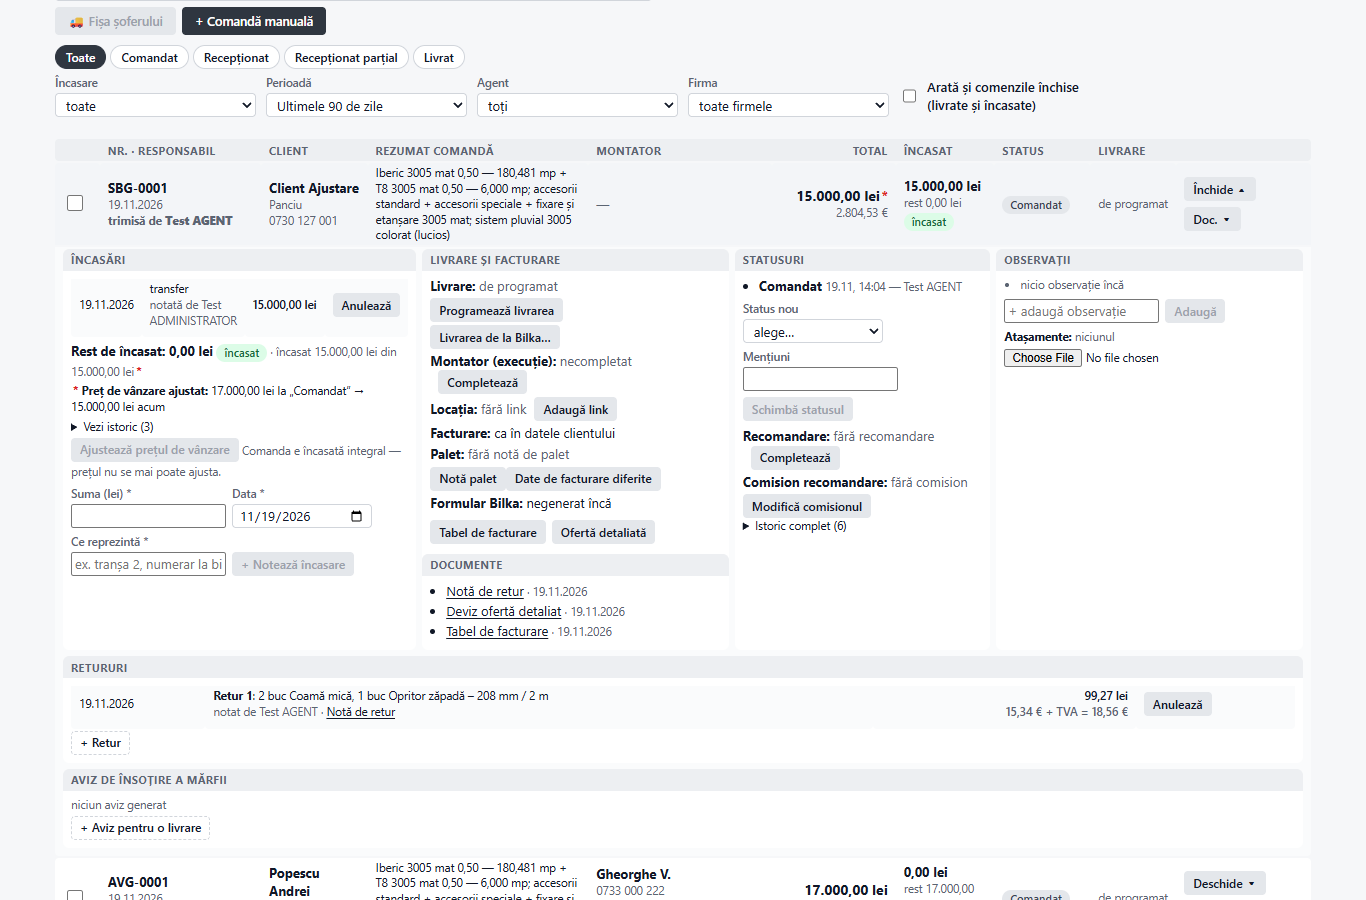 🚚 Fișa șoferului
+ Comandă manuală
Toate
Comandat
Recepționat
Recepționat parțial
Livrat
Încasare
Perioadă
Agent
Firma
toate
Ultimele 90 de zile
toți
toate firmele
Arată și comenzile închise
(livrate și încasate)
NR. · RESPONSABIL
CLIENT
REZUMAT COMANDĂ
MONTATOR
TOTAL
ÎNCASAT
STATUS
LIVRARE
SBG-0001
19.11.2026
trimisă de Test AGENT
Client Ajustare
Panciu
0730 127 001
Iberic 3005 mat 0,50 — 180,481 mp +
T8 3005 mat 0,50 — 6,000 mp; accesorii
standard + accesorii speciale + fixare și
etanșare 3005 mat; sistem pluvial 3005
colorat (lucios)
—
15.000,00 lei *
2.804,53 €
15.000,00 lei
rest 0,00 lei
încasat
Comandat
de programat
Închide ▲
Doc. ▼
ÎNCASĂRI
19.11.2026
transfer
notată de Test
ADMINISTRATOR
15.000,00 lei
Anulează
Rest de încasat: 0,00 lei încasat · încasat 15.000,00 lei din
15.000,00 lei *
* Preț de vânzare ajustat: 17.000,00 lei la „Comandat” →
15.000,00 lei acum
▶ Vezi istoric (3)
Ajustează prețul de vânzare Comanda e încasată integral —
prețul nu se mai poate ajusta.
Suma (lei) *
Data *
11/19/2026
Ce reprezintă *
ex. tranșa 2, numerar la bi
+ Notează încasare
LIVRARE ȘI FACTURARE
Livrare: de programat
Programează livrarea
Livrarea de la Bilka...
Montator (execuție): necompletat
Completează
Locația: fără link Adaugă link
Facturare: ca în datele clientului
Palet: fără notă de palet
Notă palet
Date de facturare diferite
Formular Bilka: negenerat încă
Tabel de facturare
Ofertă detaliată
DOCUMENTE
• Notă de retur · 19.11.2026
• Deviz ofertă detaliat · 19.11.2026
• Tabel de facturare · 19.11.2026
STATUSURI
• Comandat 19.11, 14:04 — Test AGENT
Status nou
alege...
Mențiuni
Schimbă statusul
Recomandare: fără recomandare
Completează
Comision recomandare: fără comision
Modifică comisionul
▶ Istoric complet (6)
OBSERVAȚII
• nicio observație încă
+ adaugă observație
Adaugă
Atașamente: niciunul
Choose File No file chosen
RETURURI
19.11.2026
Retur 1: 2 buc Coamă mică, 1 buc Opritor zăpadă – 208 mm / 2 m
notat de Test AGENT · Notă de retur
99,27 lei
15,34 € + TVA = 18,56 €
Anulează
+ Retur
AVIZ DE ÎNSOȚIRE A MĂRFII
niciun aviz generat
+ Aviz pentru o livrare
AVG-0001
19.11.2026
Popescu
Andrei
Iberic 3005 mat 0,50 — 180,481 mp +
T8 3005 mat 0,50 — 6,000 mp; accesorii
standard + accesorii speciale + fixare și
Gheorghe V.
0733 000 222
17.000,00 lei
0,00 lei
rest 17.000,00
Comandat
de programat
Deschide ▼